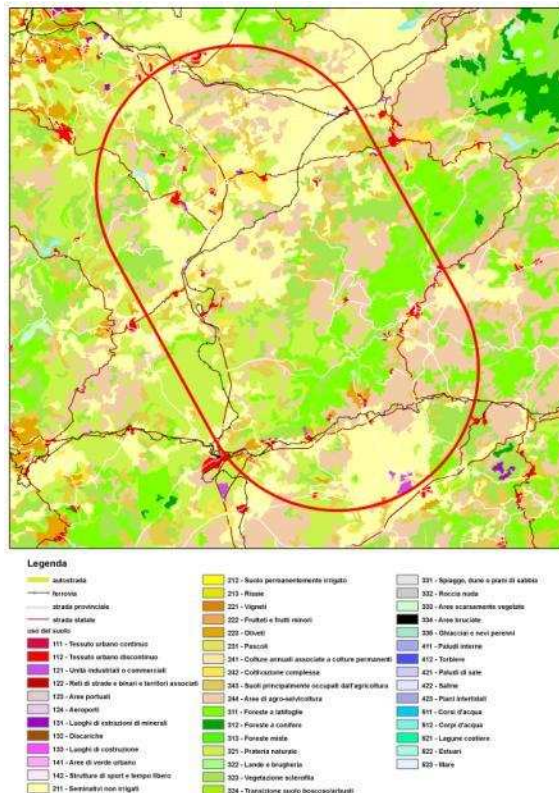 Legenda
autostrada
ferrovia
strada provinciale
strada statale
uso del suolo
111 - Tessuto urbano continuo
112 - Tessuto urbano discontinuo
121 - Unità industriali o commerciali
122 - Reti di strade e binari e territori associati
123 - Aree portuali
124 - Aeroporti
131 - Luoghi di estrazioni di minerali
132 - Discariche
133 - Luoghi di costruzione
141 - Aree di verde urbano
142 - Strutture di sport e tempo libero
211 - Seminativi non irrigati
212 - Suolo permanentemente irrigato
213 - Risaie
221 - Vigneti
222 - Frutteti e frutti minori
223 - Oliveti
231 - Pascoli
241 - Colture annuali associate a colture permanenti
242 - Coltivazione complessa
243 - Suoli principalmente occupati dall'agricoltura
244 - Aree di agro-selvicoltura
311 - Foreste a latifoglie
312 - Foreste a conifere
313 - Foreste miste
321 - Prateria naturale
322 - Lande e brugherie
323 - Vegetazione sclerofila
324 - Transizione suolo boscoso/arbusti
331 - Spiagge, dune o piani di sabbia
332 - Roccia nuda
333 - Aree scarsamente vegetate
334 - Aree bruciate
335 - Ghiacciai e nevi perenni
411 - Paludi interne
412 - Torbiere
421 - Paludi di sale
422 - Saline
423 - Piani intertidali
511 - Corsi d'acqua
512 - Corpi d'acqua
521 - Lagune costiere
522 - Estuari
523 - Mare